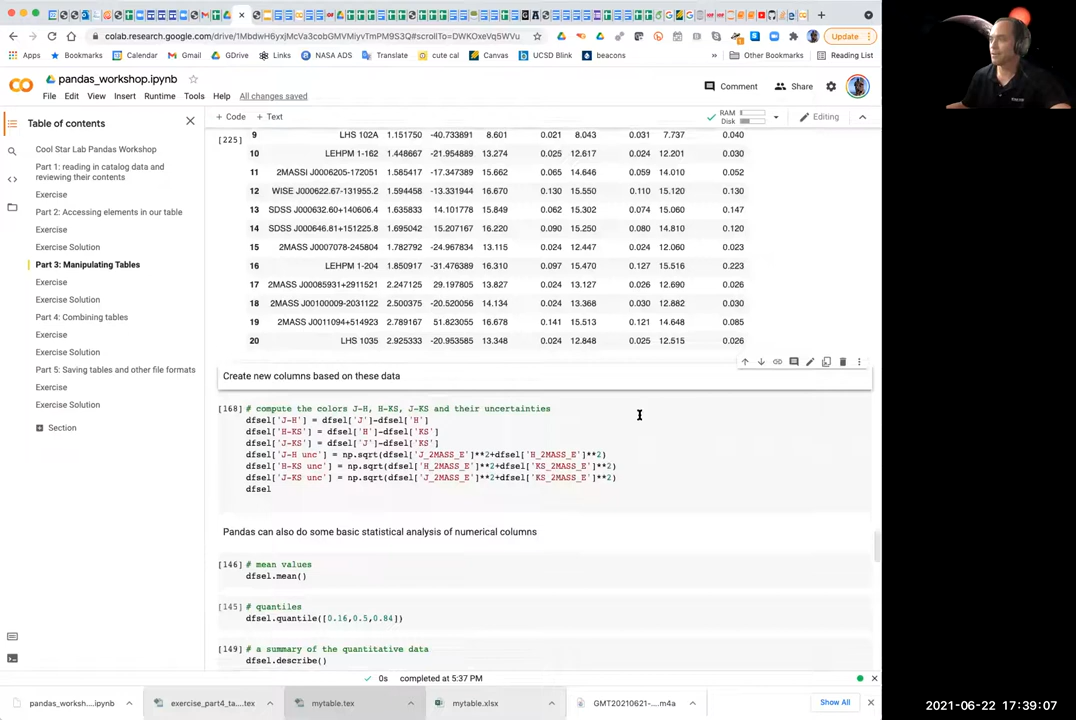 colab.research.google.com/drive/1MbdwH6yxjMcVa3cobGMVMiyvTmPM9S3Q#scrollTo=DWKOxeVq5WVu
Update
Apps
Bookmarks
Calendar
Gmail
GDrive
Links
NASA ADS
Translate
cute cal
Canvas
UCSD Blink
beacons
»
Other Bookmarks
Reading List
pandas_workshop.ipynb
File Edit View Insert Runtime Tools Help All changes saved
Comment
Share
Table of contents
+ Code + Text
RAM
Disk
Editing
Cool Star Lab Pandas Workshop
Part 1: reading in catalog data and
reviewing their contents
Exercise
Part 2: Accessing elements in our table
Exercise
Exercise Solution
Part 3: Manipulating Tables
Exercise
Exercise Solution
Part 4: Combining tables
Exercise
Exercise Solution
Part 5: Saving tables and other file formats
Exercise
Exercise Solution
Section
[225]
9 LHS 102A 1.151750 -40.733891 8.601 0.021 8.043 0.031 7.737 0.040
10 LEHPM 1-162 1.448667 -21.954889 13.274 0.025 12.617 0.024 12.201 0.030
11 2MASSi J0006205-172051 1.585417 -17.347389 15.662 0.065 14.646 0.059 14.010 0.052
12 WISE J000622.67-131955.2 1.594458 -13.331944 16.670 0.130 15.550 0.110 15.120 0.130
13 SDSS J000632.60+140606.4 1.635833 14.101778 15.849 0.062 15.302 0.074 15.060 0.147
14 SDSS J000646.81+151225.8 1.695042 15.207167 16.220 0.090 15.250 0.080 14.810 0.120
15 2MASS J0007078-245804 1.782792 -24.967834 13.115 0.024 12.447 0.024 12.060 0.023
16 LEHPM 1-204 1.850917 -31.476389 16.310 0.097 15.470 0.127 15.516 0.223
17 2MASS J00085931+2911521 2.247125 29.197805 13.827 0.024 13.127 0.026 12.690 0.026
18 2MASS J00100009-2031122 2.500375 -20.520056 14.134 0.024 13.368 0.030 12.882 0.030
19 2MASS J0011094+514923 2.789167 51.823055 16.678 0.141 15.513 0.121 14.648 0.085
20 LHS 1035 2.925333 -20.953585 13.348 0.024 12.848 0.025 12.515 0.026
Create new columns based on these data
[168] # compute the colors J-H, H-KS, J-KS and their uncertainties
dfsel['J-H'] = dfsel['J']-dfsel['H']
dfsel['H-KS'] = dfsel['H']-dfsel['KS']
dfsel['J-KS'] = dfsel['J']-dfsel['KS']
dfsel['J-H unc'] = np.sqrt(dfsel['J_2MASS_E']**2+dfsel['H_2MASS_E']**2)
dfsel['H-KS unc'] = np.sqrt(dfsel['H_2MASS_E']**2+dfsel['KS_2MASS_E']**2)
dfsel['J-KS unc'] = np.sqrt(dfsel['J_2MASS_E']**2+dfsel['KS_2MASS_E']**2)
dfsel
Pandas can also do some basic statistical analysis of numerical columns
[146] # mean values
dfsel.mean()
[145] # quantiles
dfsel.quantile([0.16,0.5,0.84])
[149] # a summary of the quantitative data
dfsel.describe()
0s completed at 5:37 PM
pandas_worksh....ipynb
exercise_part4_ta....tex
mytable.tex
mytable.xlsx
GMT20210621-....m4a
Show All
2021-06-22 17:39:07